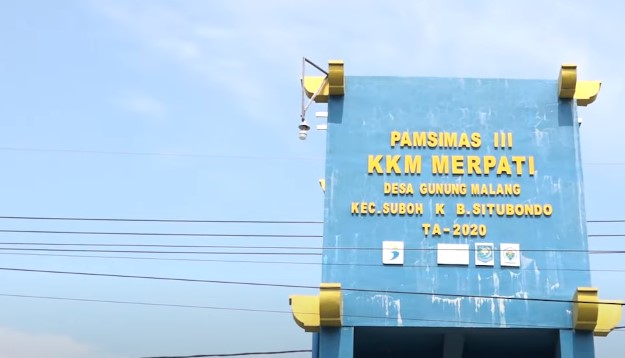 PAMSIMAS III
KKM MERPATI
DESA GUNUNG MALANG
KEC.SUBOH K B.SITUBONDO
TA-2020